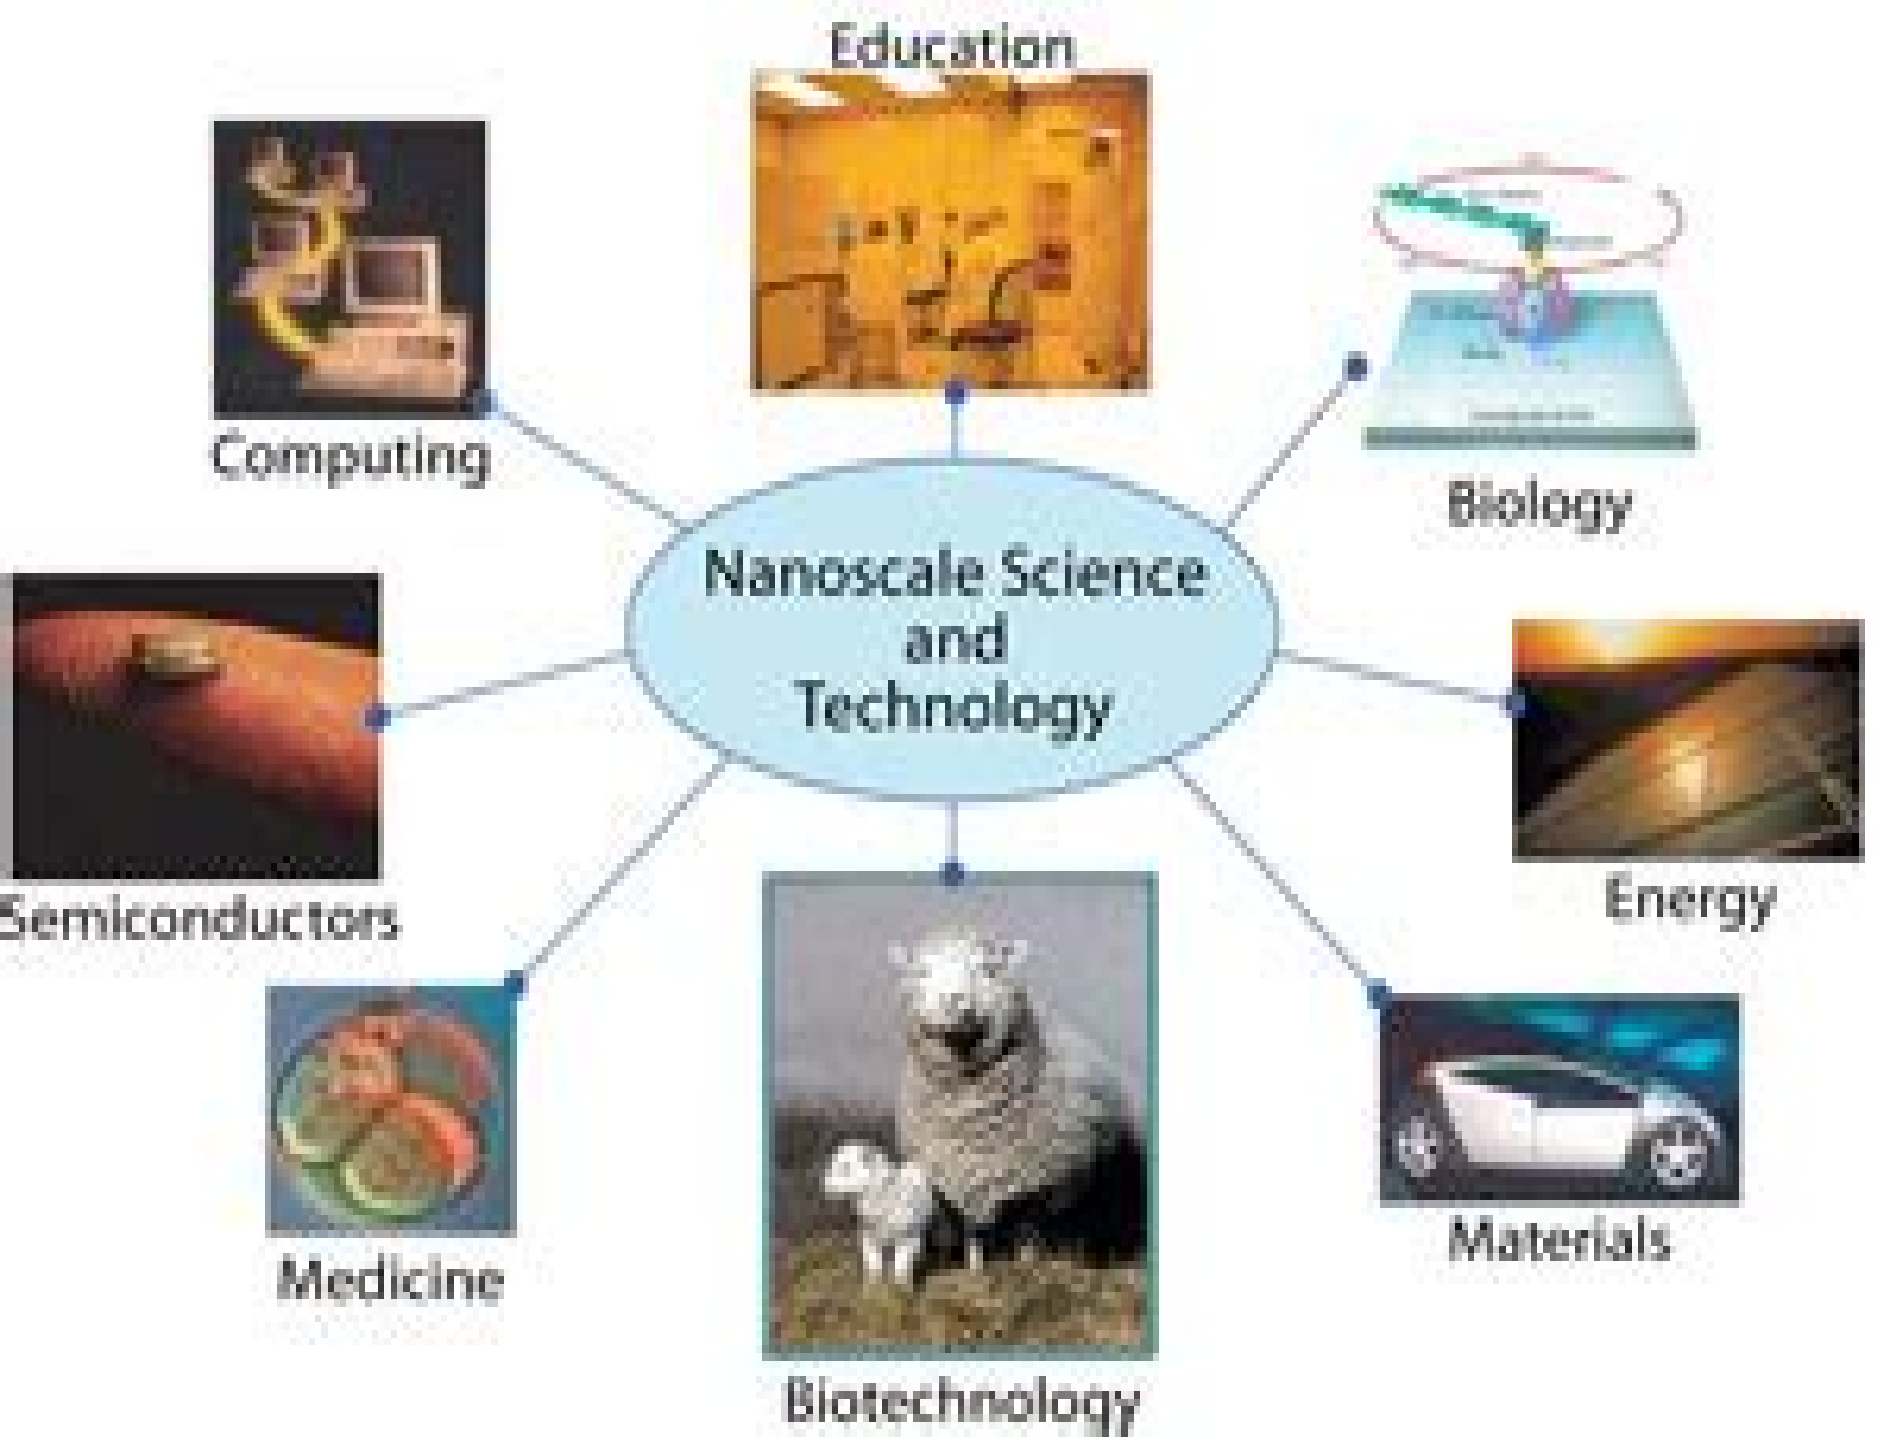 Education
Computing
Biology
Nanoscale Science
and
Technology
Semiconductors
Energy
Medicine
Materials
Biotechnology